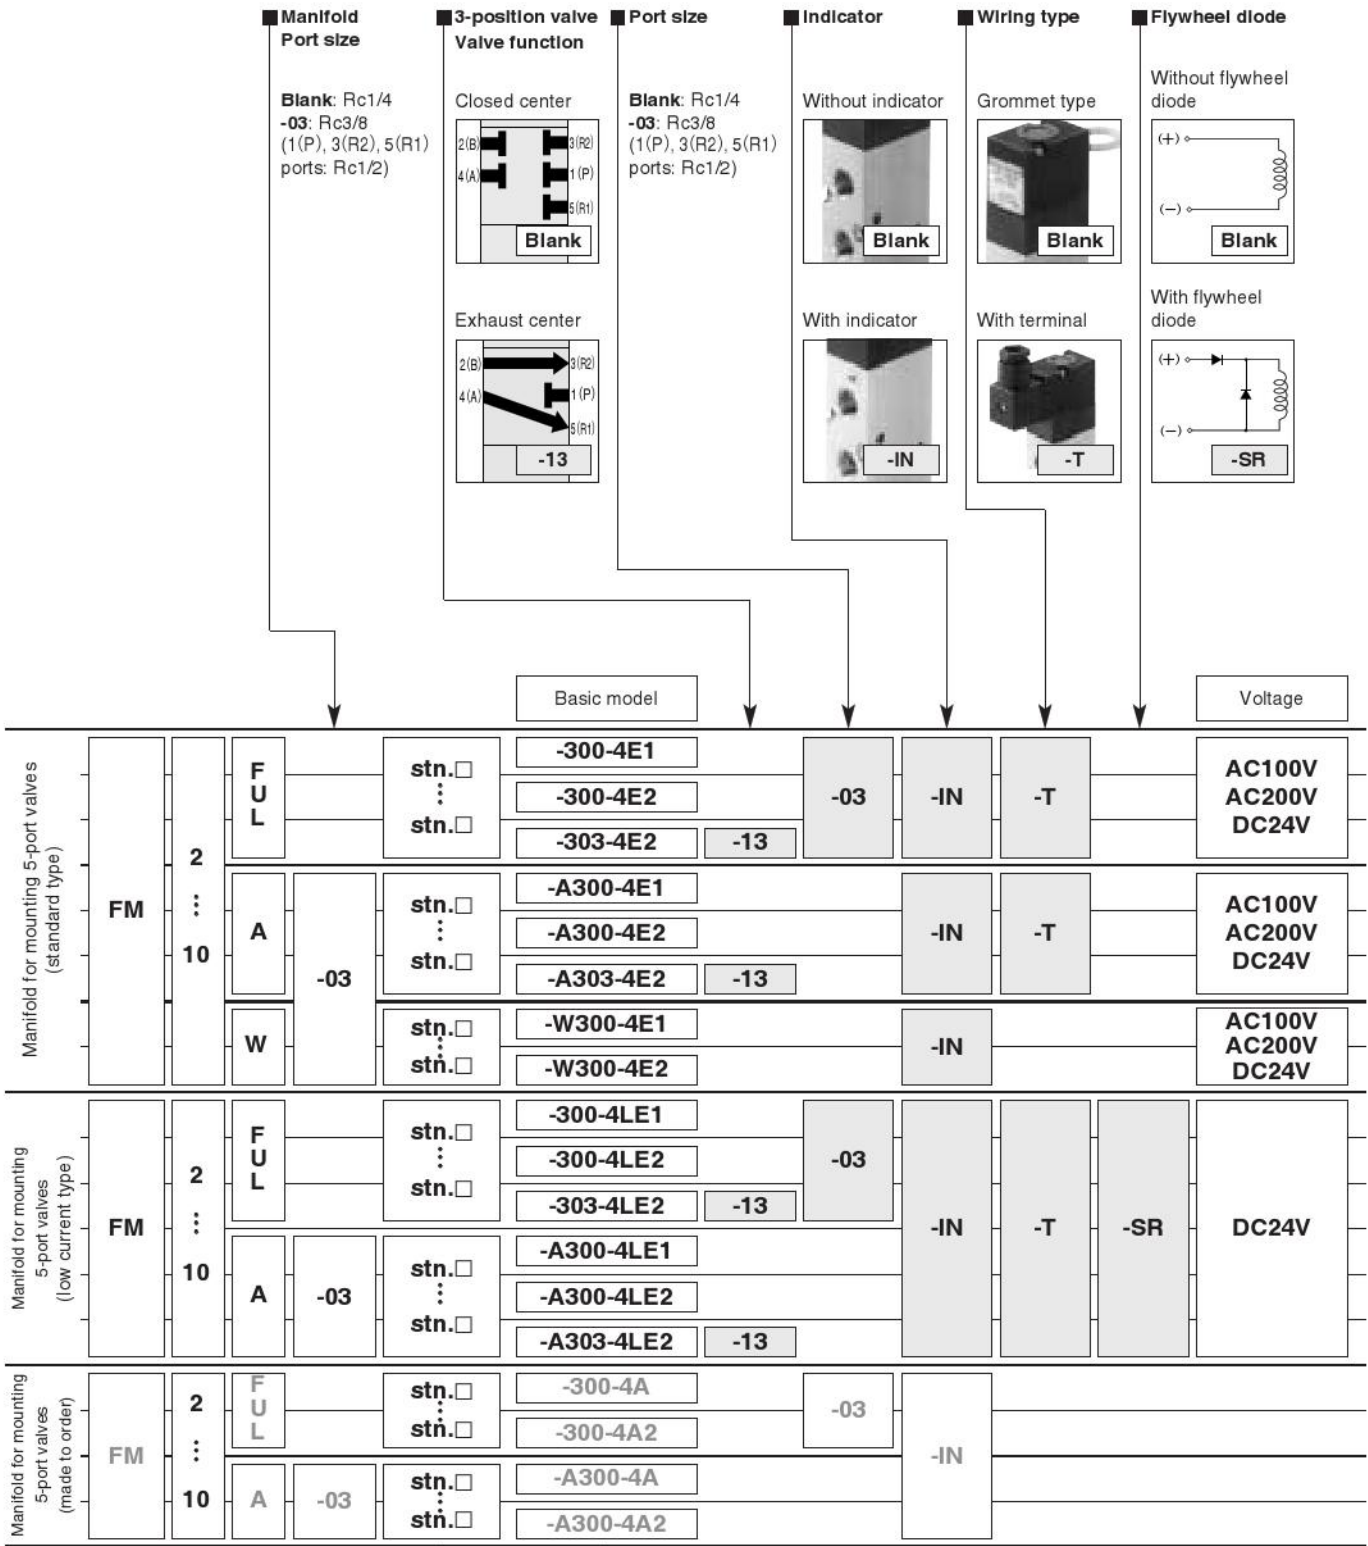 ■ Manifold
Port size
Blank: Rc1/4
-03: Rc3/8
(1(P), 3(R2), 5(R1)
ports: Rc1/2)
■ 3-position valve
Valve function
Closed center
2(B) 3(R2)
4(A) 1(P)
5(R1)
Blank
Exhaust center
2(B) 3(R2)
4(A) 1(P)
5(R1)
-13
■ Port size
Blank: Rc1/4
-03: Rc3/8
(1(P), 3(R2), 5(R1)
ports: Rc1/2)
■ Indicator
Without indicator
Blank
With indicator
-IN
■ Wiring type
Grommet type
Blank
With terminal
-T
■ Flywheel diode
Without flywheel
diode
(+)
(−)
Blank
With flywheel
diode
(+)
(−)
-SR
Basic model
Voltage
Manifold for mounting 5-port valves
(standard type)
FM
2
⋮
10
FUL
stn.□
⋮
stn.□
-300-4E1
-300-4E2
-303-4E2
-13
-03
-IN
-T
AC100V
AC200V
DC24V
A
-03
stn.□
⋮
stn.□
-A300-4E1
-A300-4E2
-A303-4E2
-13
-IN
-T
AC100V
AC200V
DC24V
W
stn.□
⋮
stn.□
-W300-4E1
-W300-4E2
-IN
AC100V
AC200V
DC24V
Manifold for mounting
5-port valves
(low current type)
FM
2
⋮
10
FUL
stn.□
⋮
stn.□
-300-4LE1
-300-4LE2
-303-4LE2
-13
-03
A
-03
stn.□
⋮
stn.□
-A300-4LE1
-A300-4LE2
-A303-4LE2
-13
-IN
-T
-SR
DC24V
Manifold for mounting
5-port valves
(made to order)
FM
2
⋮
10
FUL
stn.□
⋮
stn.□
-300-4A
-300-4A2
-03
-IN
A
-03
stn.□
⋮
stn.□
-A300-4A
-A300-4A2